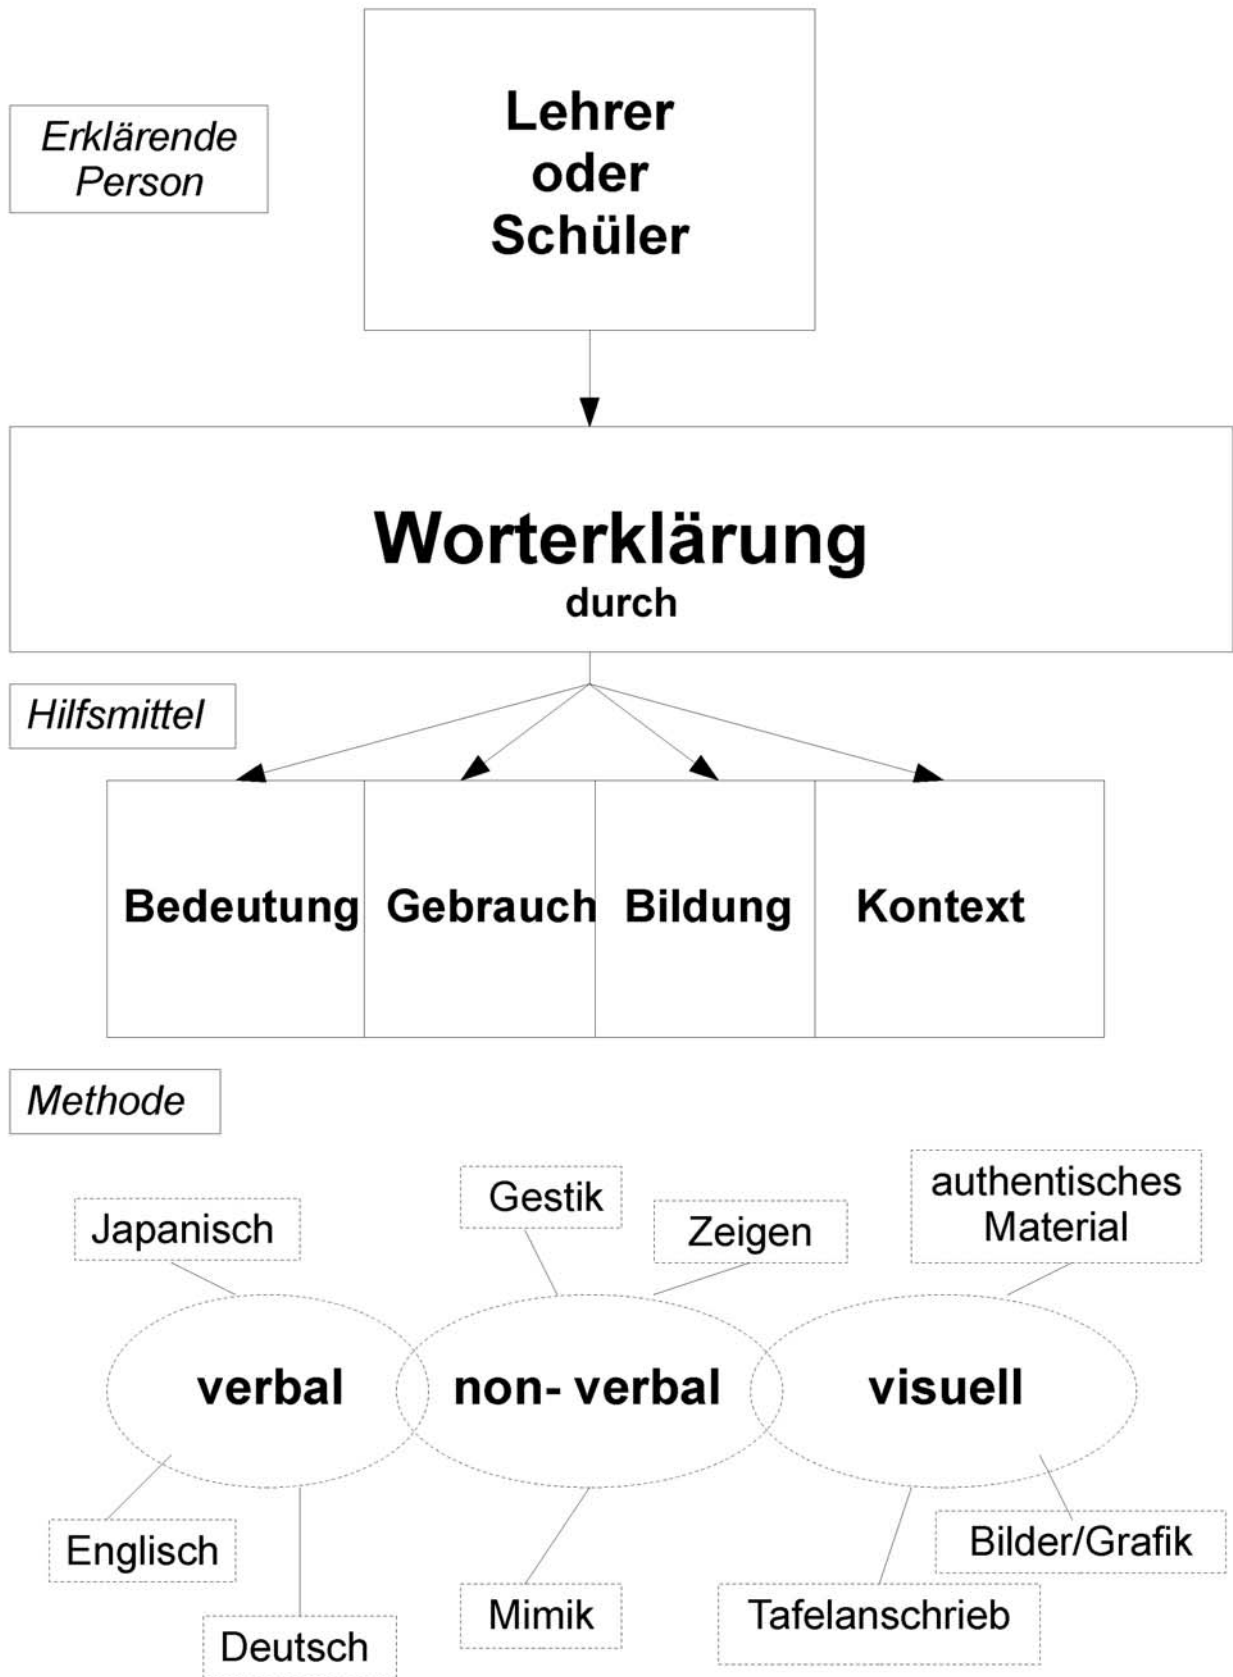 Erklärende
Person
Lehrer
oder
Schüler
Worterklärung
durch
Hilfsmittel
Bedeutung
Gebrauch
Bildung
Kontext
Methode
Japanisch
Gestik
Zeigen
authentisches
Material
verbal
non- verbal
visuell
Englisch
Deutsch
Mimik
Tafelanschrieb
Bilder/Grafik